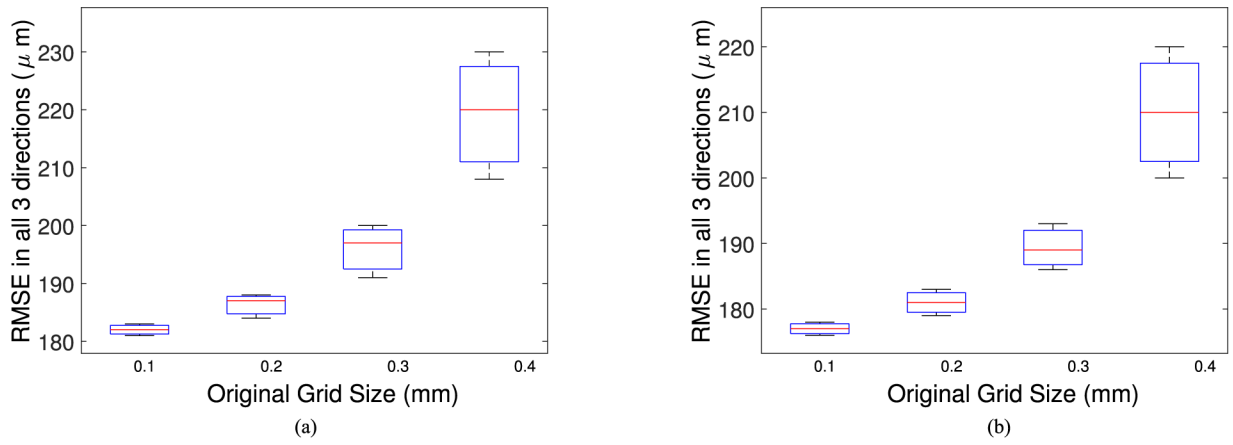 RMSE in all 3 directions ( μ m)
230
220
210
200
190
180
0.1 0.2 0.3 0.4
Original Grid Size (mm)
(a)
RMSE in all 3 directions ( μ m)
220
210
200
190
180
0.1 0.2 0.3 0.4
Original Grid Size (mm)
(b)